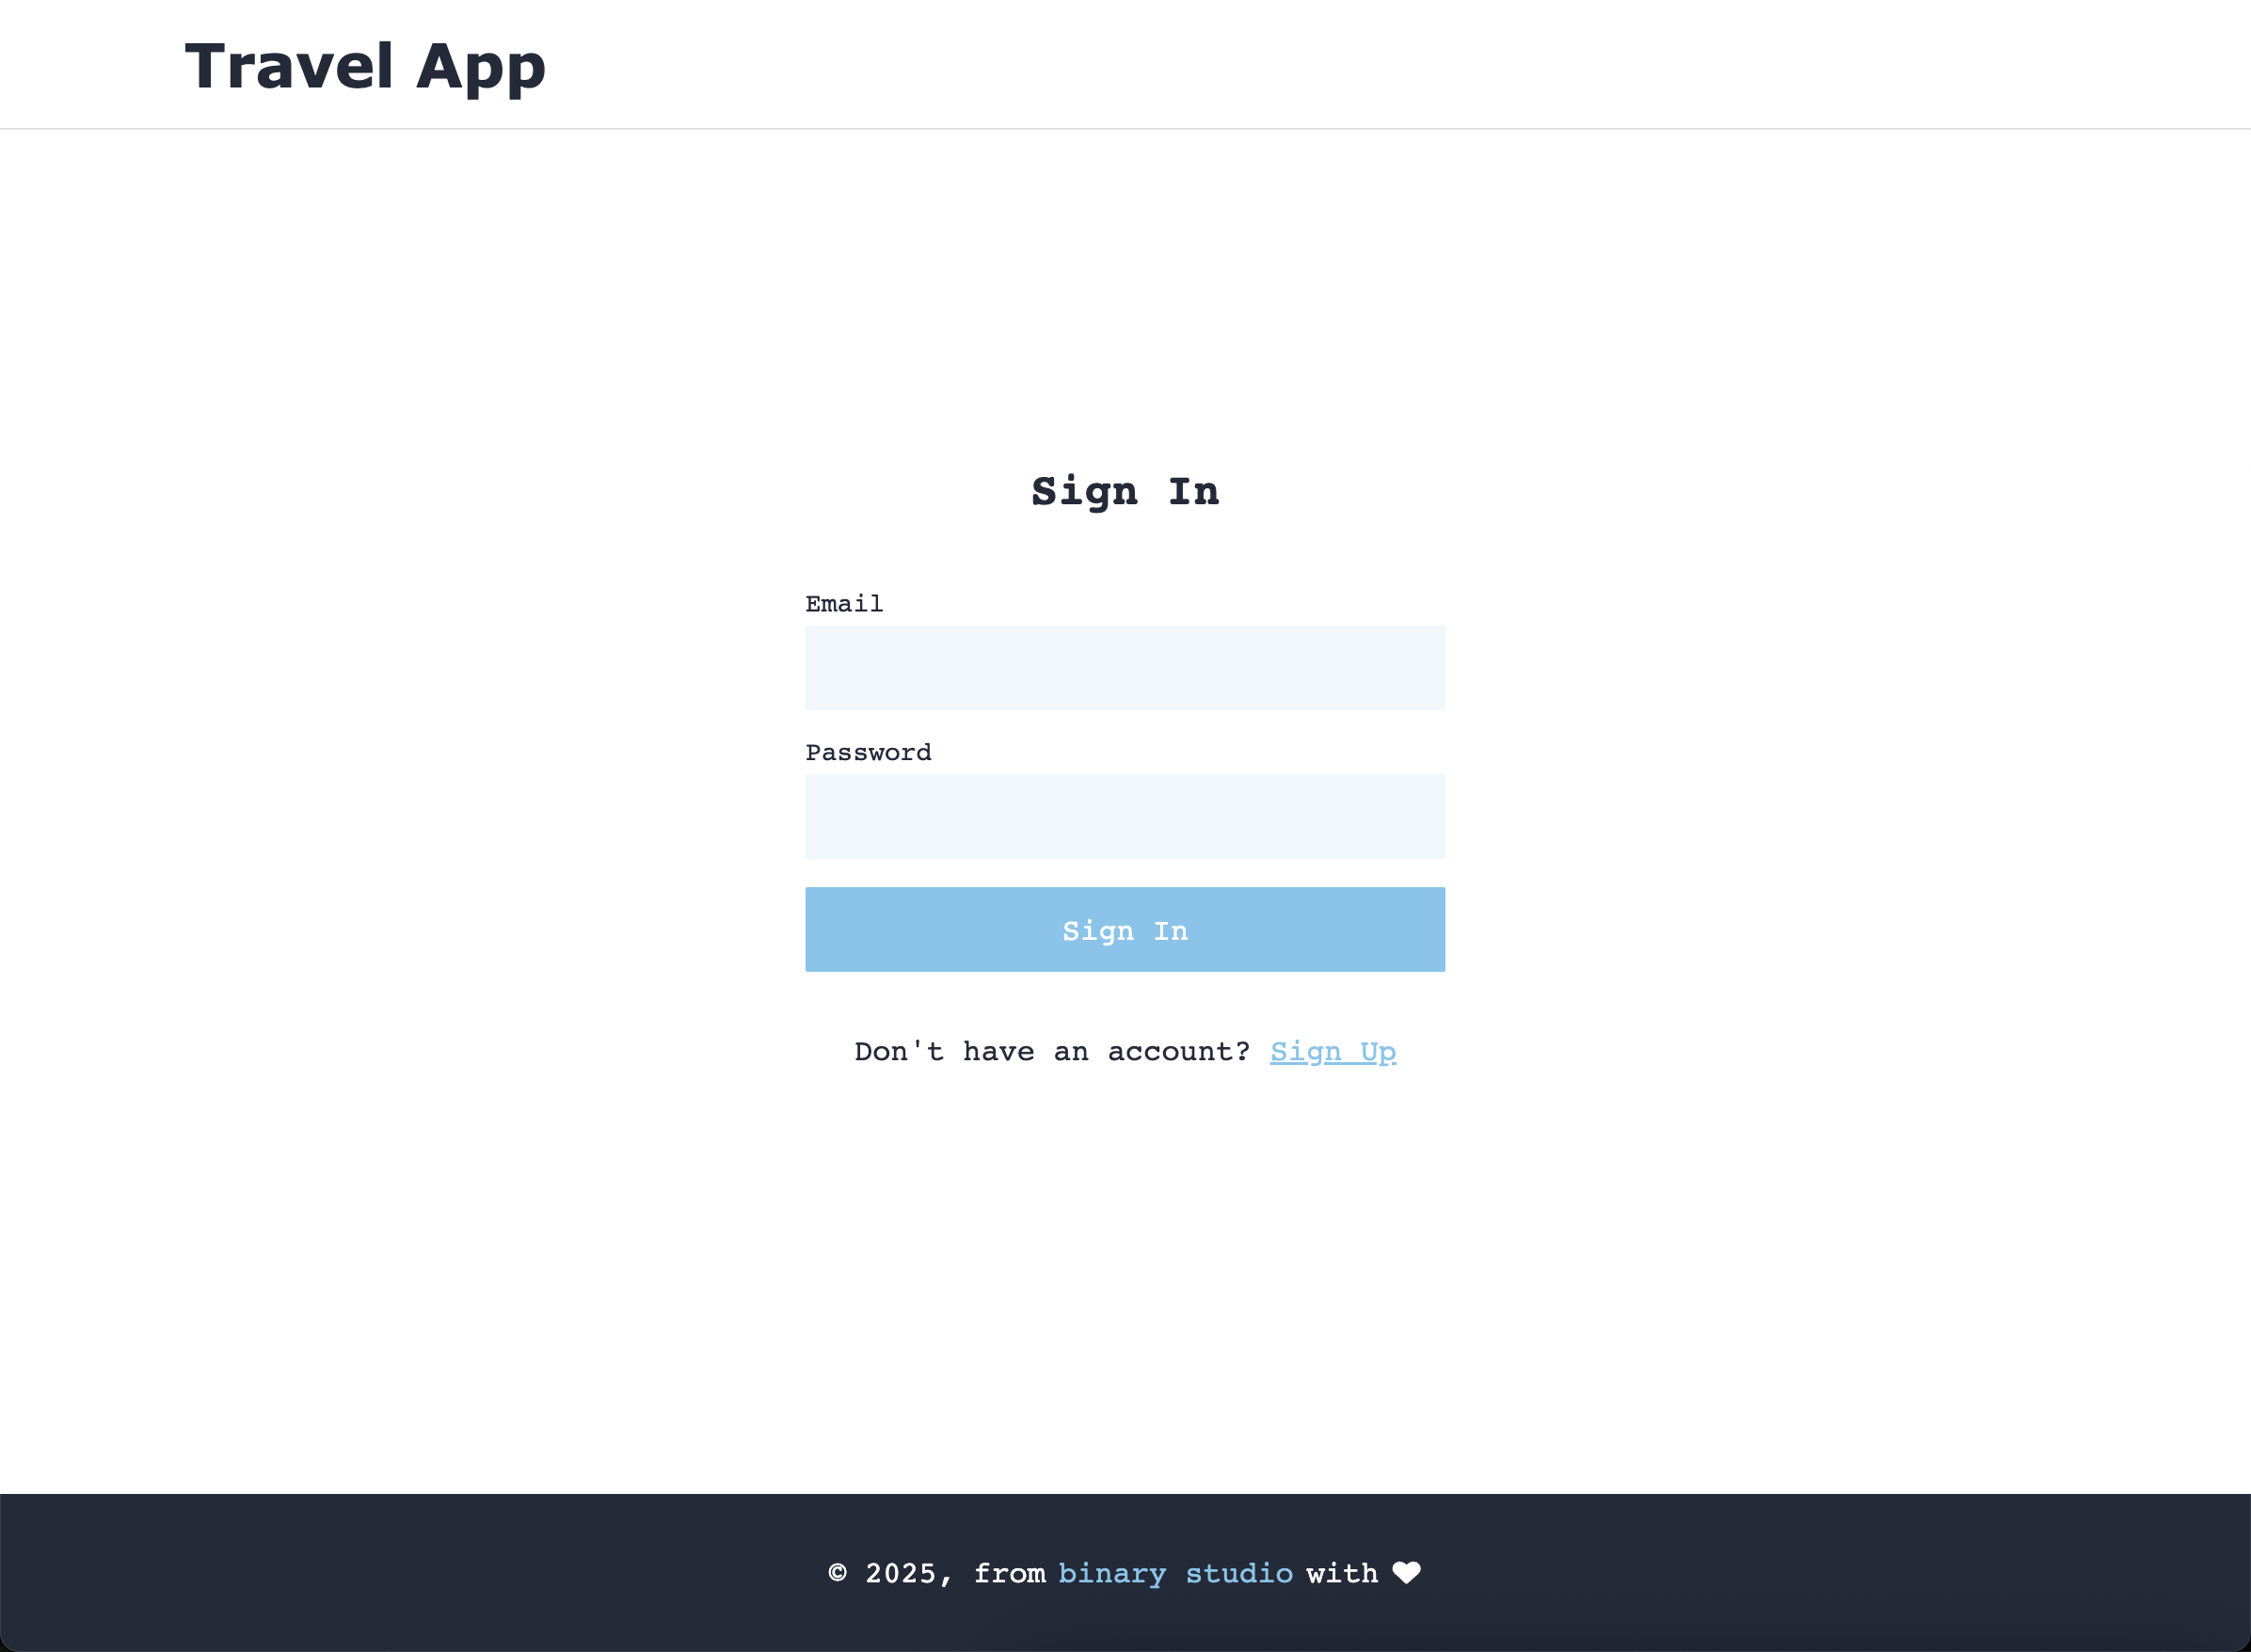 Travel App
Sign In
Email
Password
Sign In
Don't have an account? Sign Up
© 2025, from binary studio with